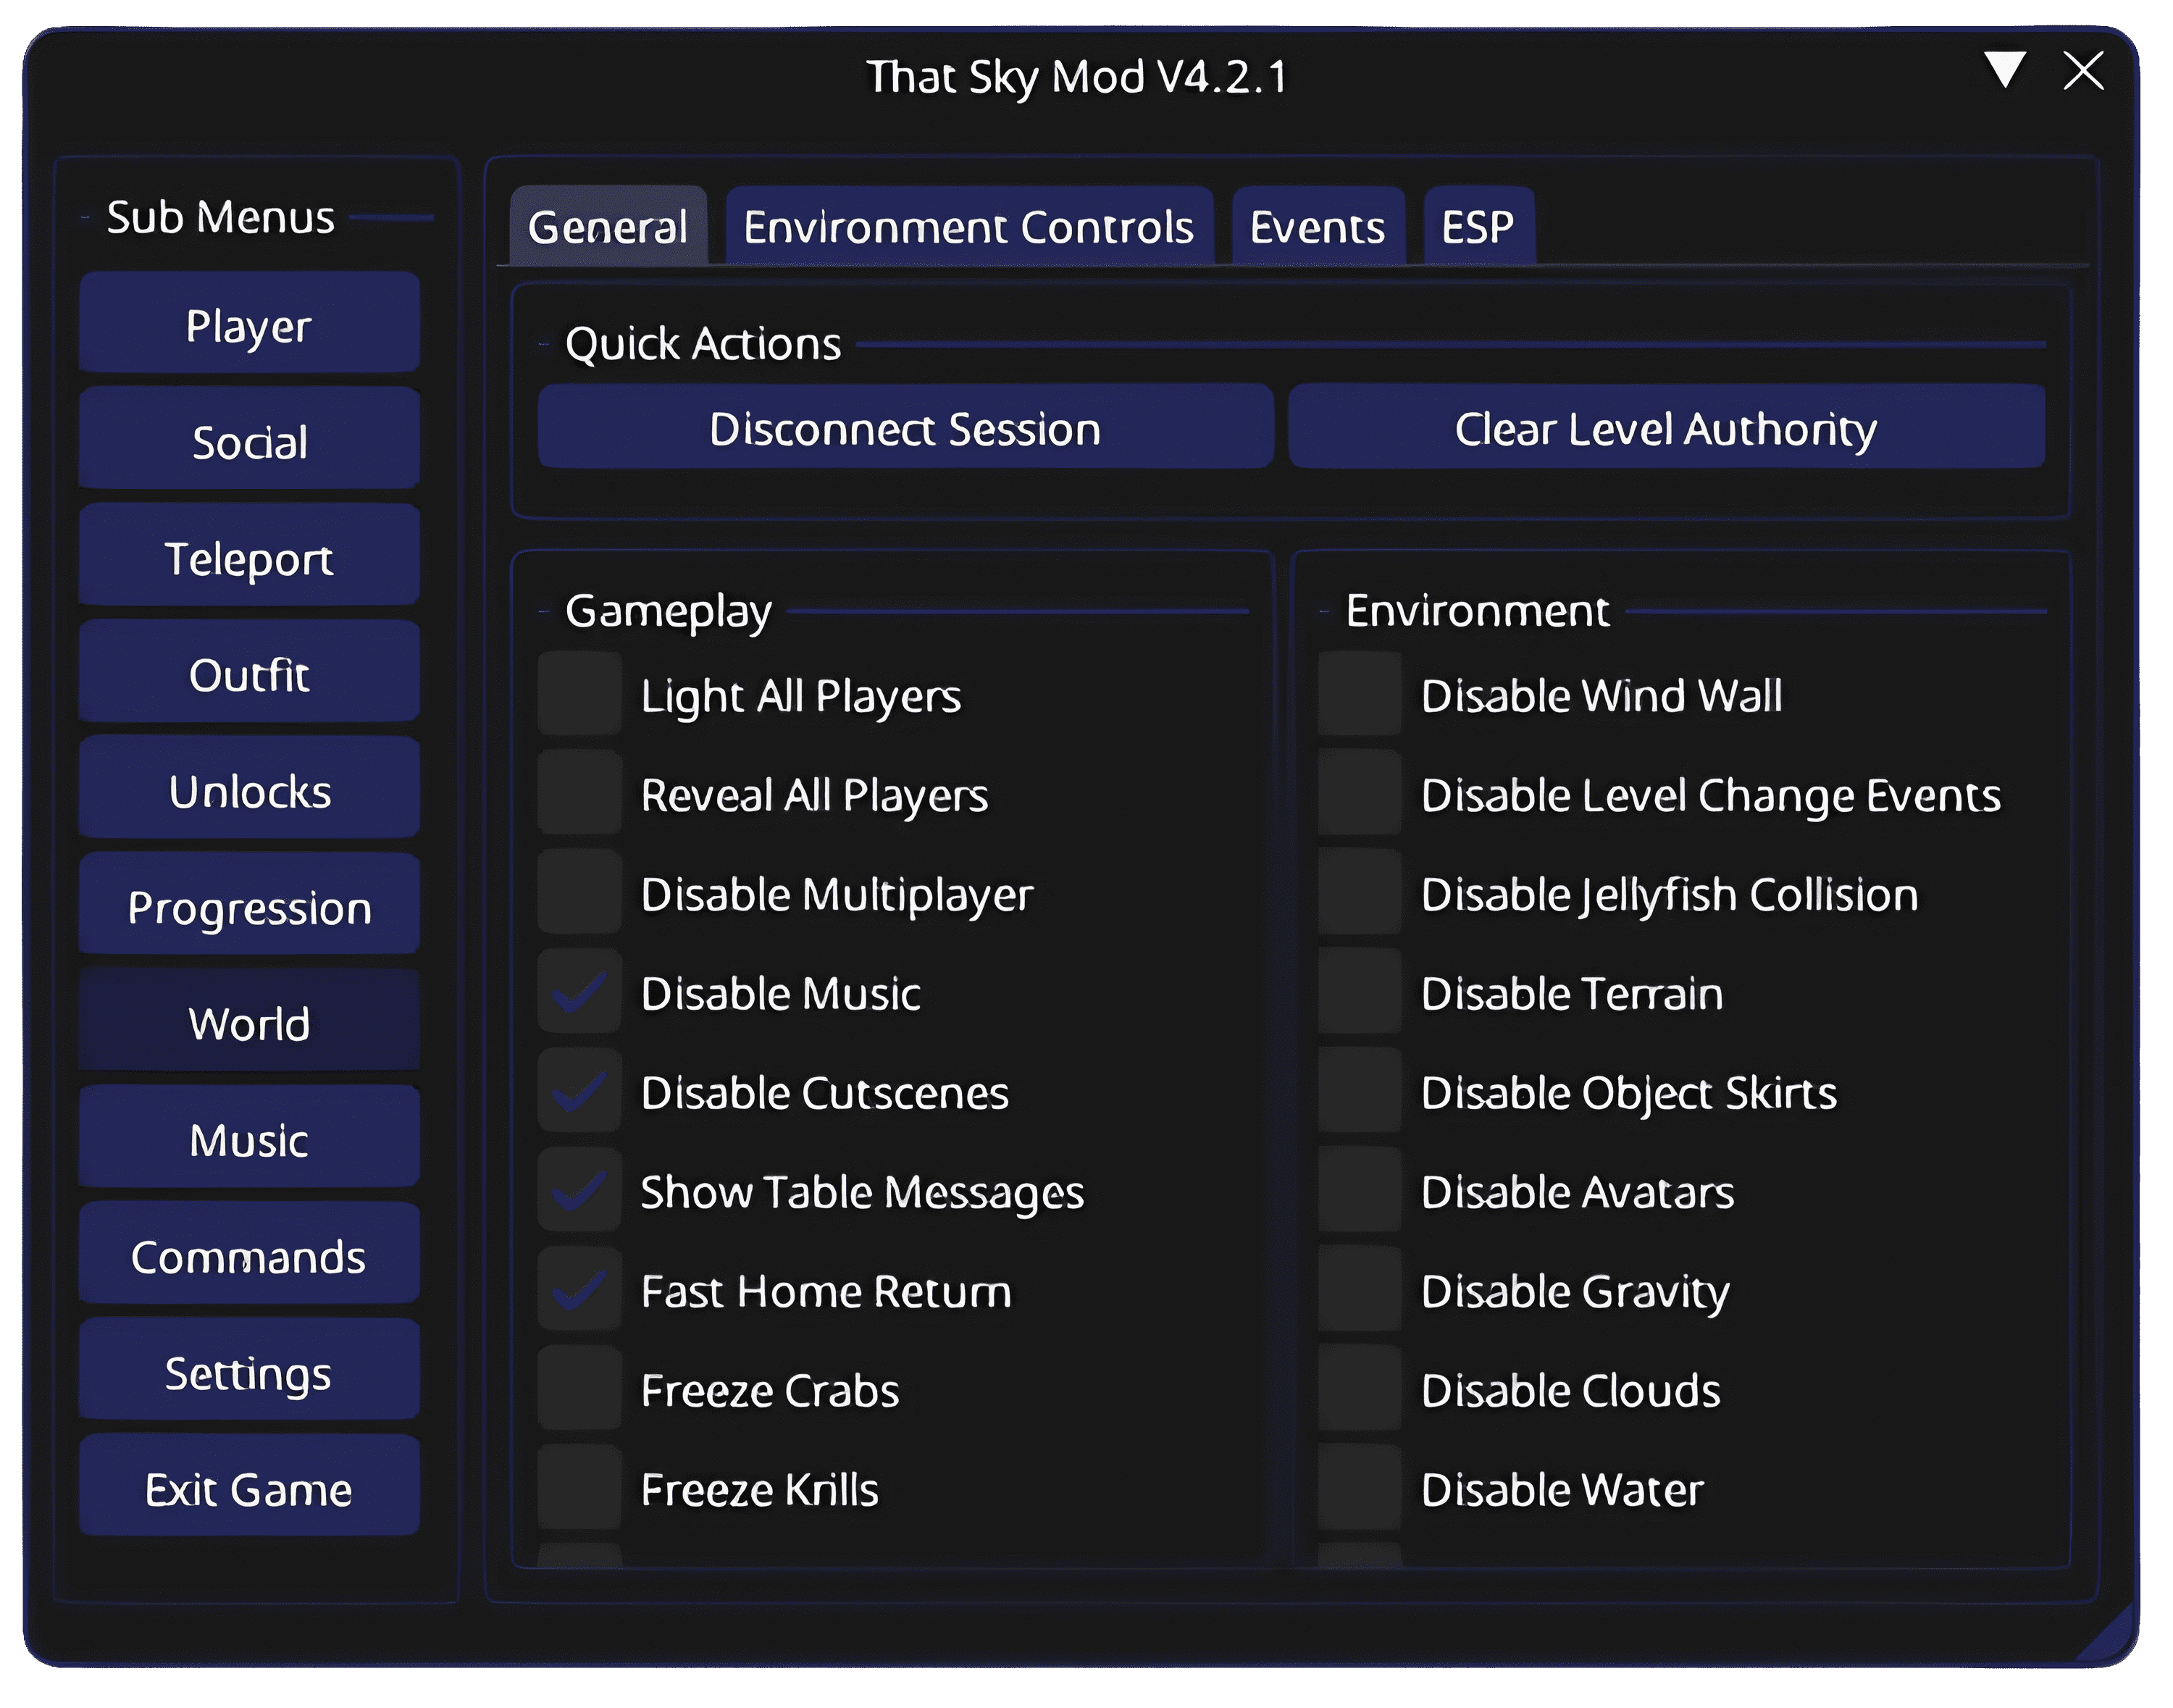 That Sky Mod V4.2.1
Sub Menus
Player
Social
Teleport
Outfit
Unlocks
Progression
World
Music
Commands
Settings
Exit Game
General
Environment Controls
Events
ESP
Quick Actions
Disconnect Session
Clear Level Authority
Gameplay
Light All Players
Reveal All Players
Disable Multiplayer
Disable Music
Disable Cutscenes
Show Table Messages
Fast Home Return
Freeze Crabs
Freeze Krills
Environment
Disable Wind Wall
Disable Level Change Events
Disable Jellyfish Collision
Disable Terrain
Disable Object Skirts
Disable Avatars
Disable Gravity
Disable Clouds
Disable Water